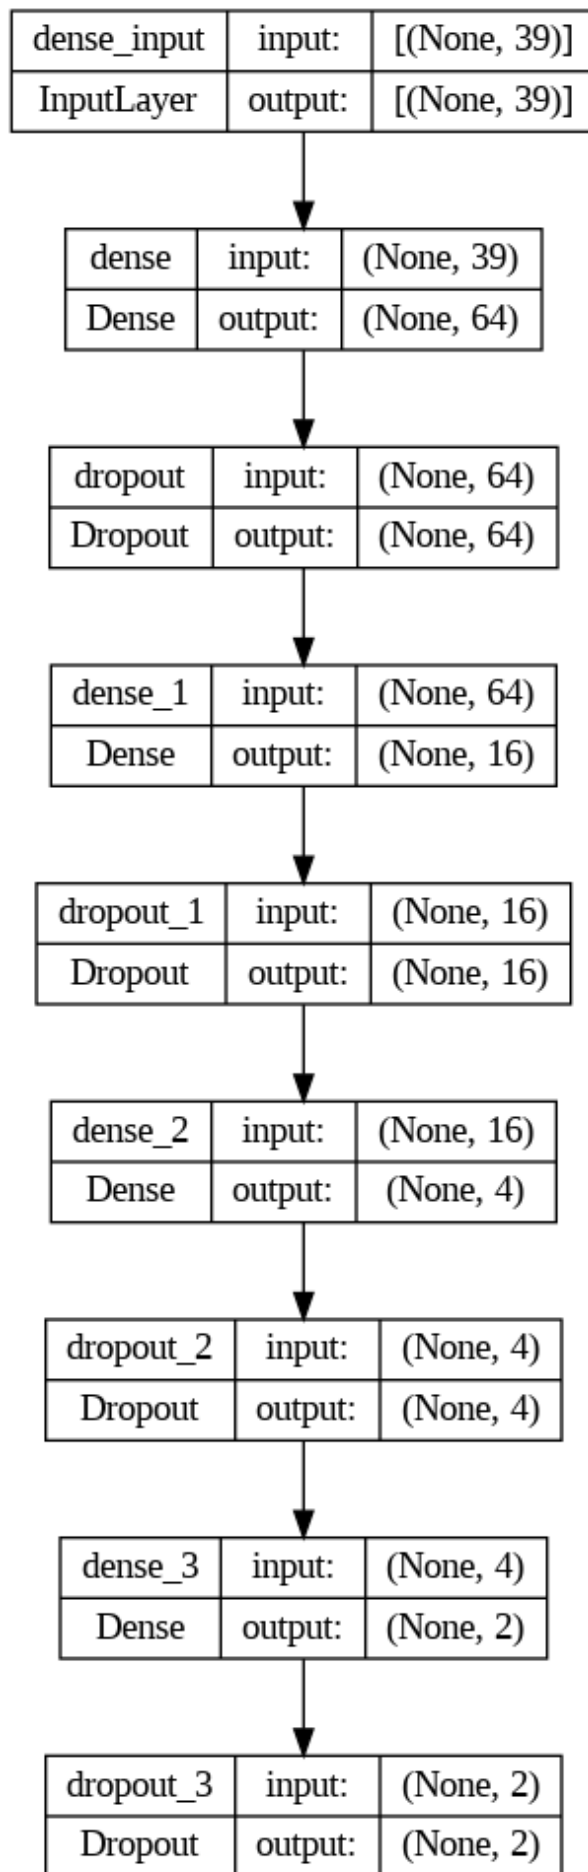 dense_input input: [(None, 39)]
InputLayer output: [(None, 39)]
dense input: (None, 39)
Dense output: (None, 64)
dropout input: (None, 64)
Dropout output: (None, 64)
dense_1 input: (None, 64)
Dense output: (None, 16)
dropout_1 input: (None, 16)
Dropout output: (None, 16)
dense_2 input: (None, 16)
Dense output: (None, 4)
dropout_2 input: (None, 4)
Dropout output: (None, 4)
dense_3 input: (None, 4)
Dense output: (None, 2)
dropout_3 input: (None, 2)
Dropout output: (None, 2)